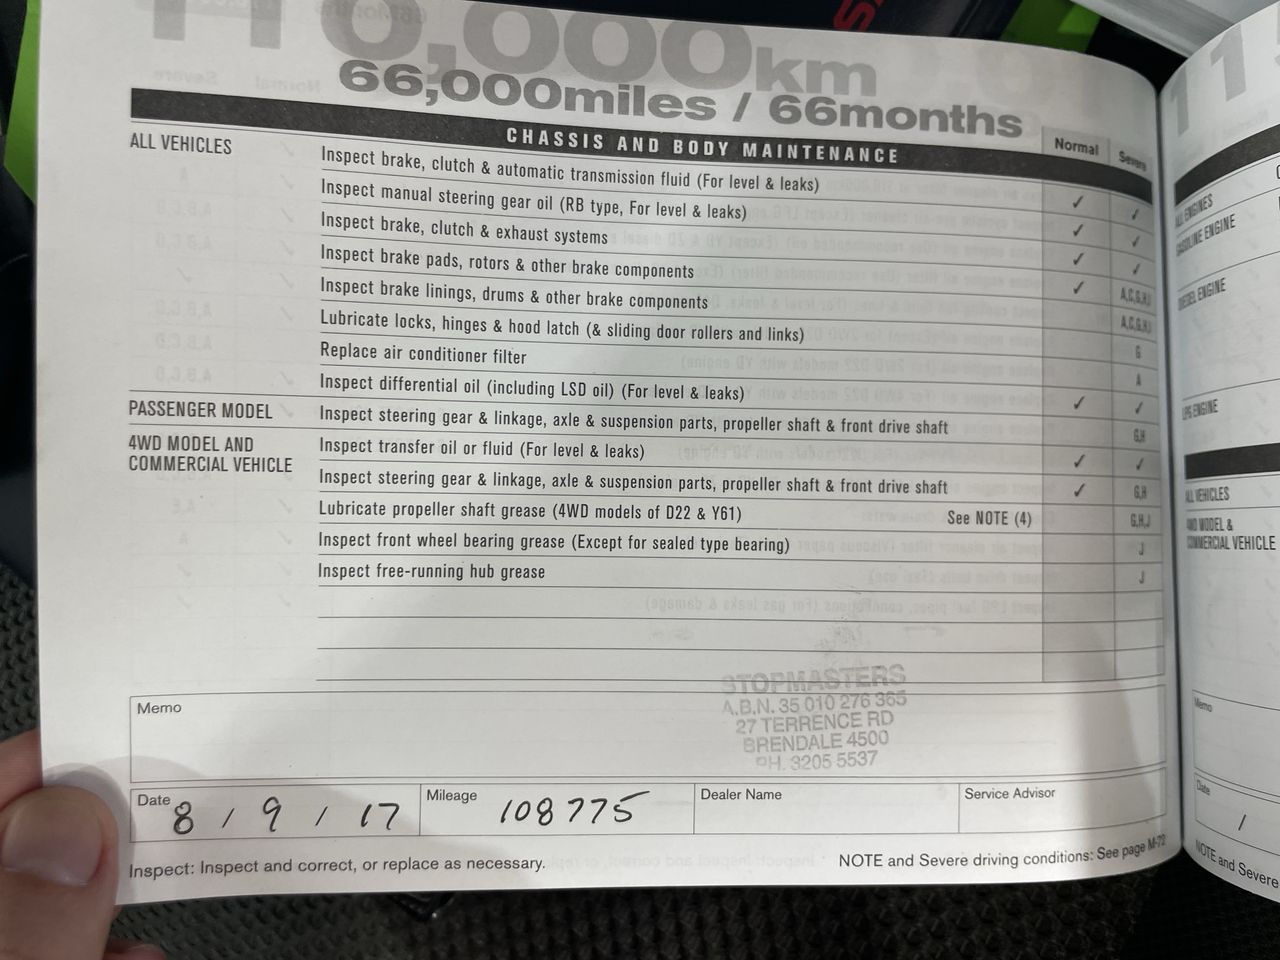 110,000km
66,000miles / 66months
CHASSIS AND BODY MAINTENANCE Normal Severe
ALL VEHICLES Inspect brake, clutch & automatic transmission fluid (For level & leaks) ✓ ✓
Inspect manual steering gear oil (RB type, For level & leaks) ✓ ✓
Inspect brake, clutch & exhaust systems ✓ ✓
Inspect brake pads, rotors & other brake components ✓ A,C,G,H,J
Inspect brake linings, drums & other brake components A,C,G,H,J
Lubricate locks, hinges & hood latch (& sliding door rollers and links) G
Replace air conditioner filter A
Inspect differential oil (including LSD oil) (For level & leaks) ✓ ✓
PASSENGER MODEL Inspect steering gear & linkage, axle & suspension parts, propeller shaft & front drive shaft G,H
4WD MODEL AND Inspect transfer oil or fluid (For level & leaks) ✓ ✓
COMMERCIAL VEHICLE Inspect steering gear & linkage, axle & suspension parts, propeller shaft & front drive shaft ✓ G,H
Lubricate propeller shaft grease (4WD models of D22 & Y61) See NOTE (4) G,H,J
Inspect front wheel bearing grease (Except for sealed type bearing) J
Inspect free-running hub grease J
STOPMASTERS
A.B.N. 35 010 276 365
27 TERRENCE RD
BRENDALE 4500
PH. 3205 5537
Memo
Date 8 / 9 / 17 Mileage 108775 Dealer Name Service Advisor
Inspect: Inspect and correct, or replace as necessary. NOTE and Severe driving conditions: See page M-72
ALL ENGINES
GASOLINE ENGINE
DIESEL ENGINE
LPG ENGINE
ALL VEHICLES
4WD MODEL &
COMMERCIAL VEHICLE
Memo
Date
/
NOTE and Severe